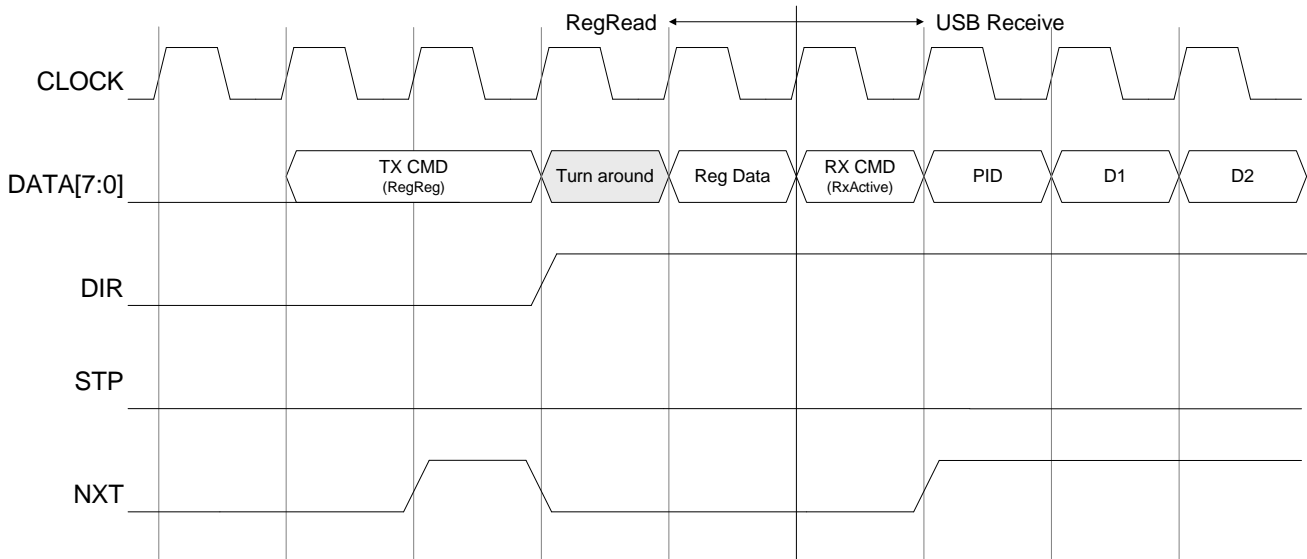 RegRead USB Receive
CLOCK
DATA[7:0] TX CMD Turn around Reg Data RX CMD PID D1 D2
(RegReg) (RxActive)
DIR
STP
NXT